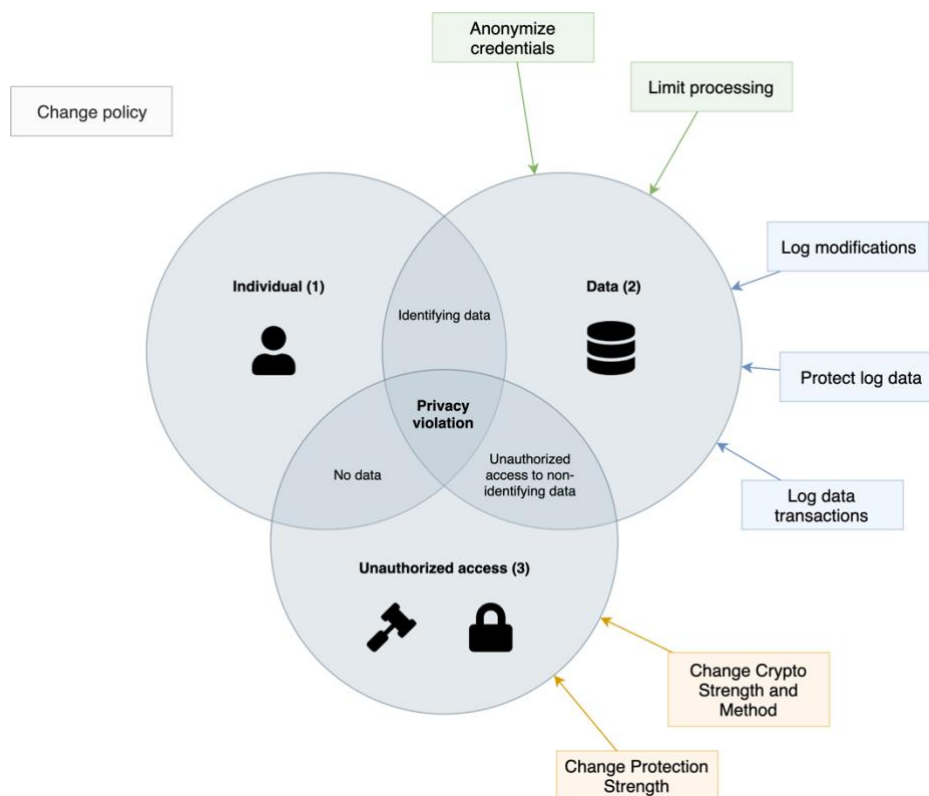 Anonymize
credentials
Limit processing
Change policy
Log modifications
Individual (1)
Data (2)
Identifying data
Protect log data
Privacy
violation
No data
Unauthorized
access to non-
identifying data
Log data
transactions
Unauthorized access (3)
Change Crypto
Strength and
Method
Change Protection
Strength